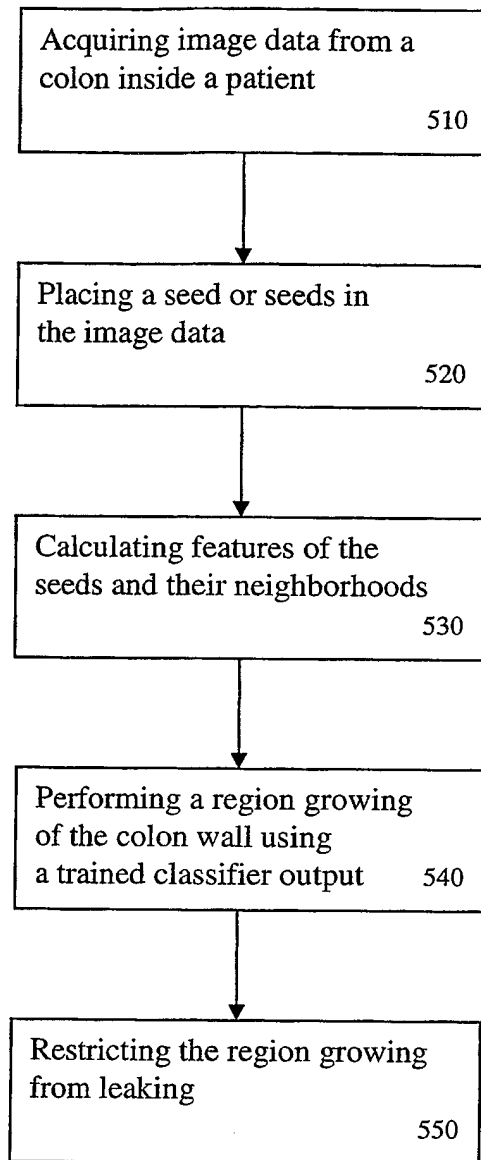 Acquiring image data from a
colon inside a patient
510
Placing a seed or seeds in
the image data
520
Calculating features of the
seeds and their neighborhoods
530
Performing a region growing
of the colon wall using
a trained classifier output 540
Restricting the region growing
from leaking
550